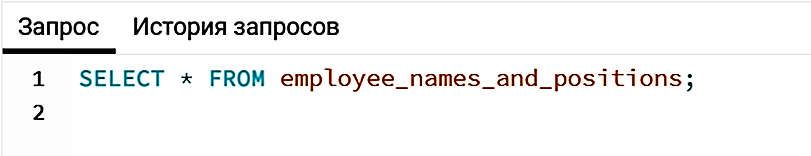 Запрос История запросов
1 SELECT * FROM employee_names_and_positions;
2